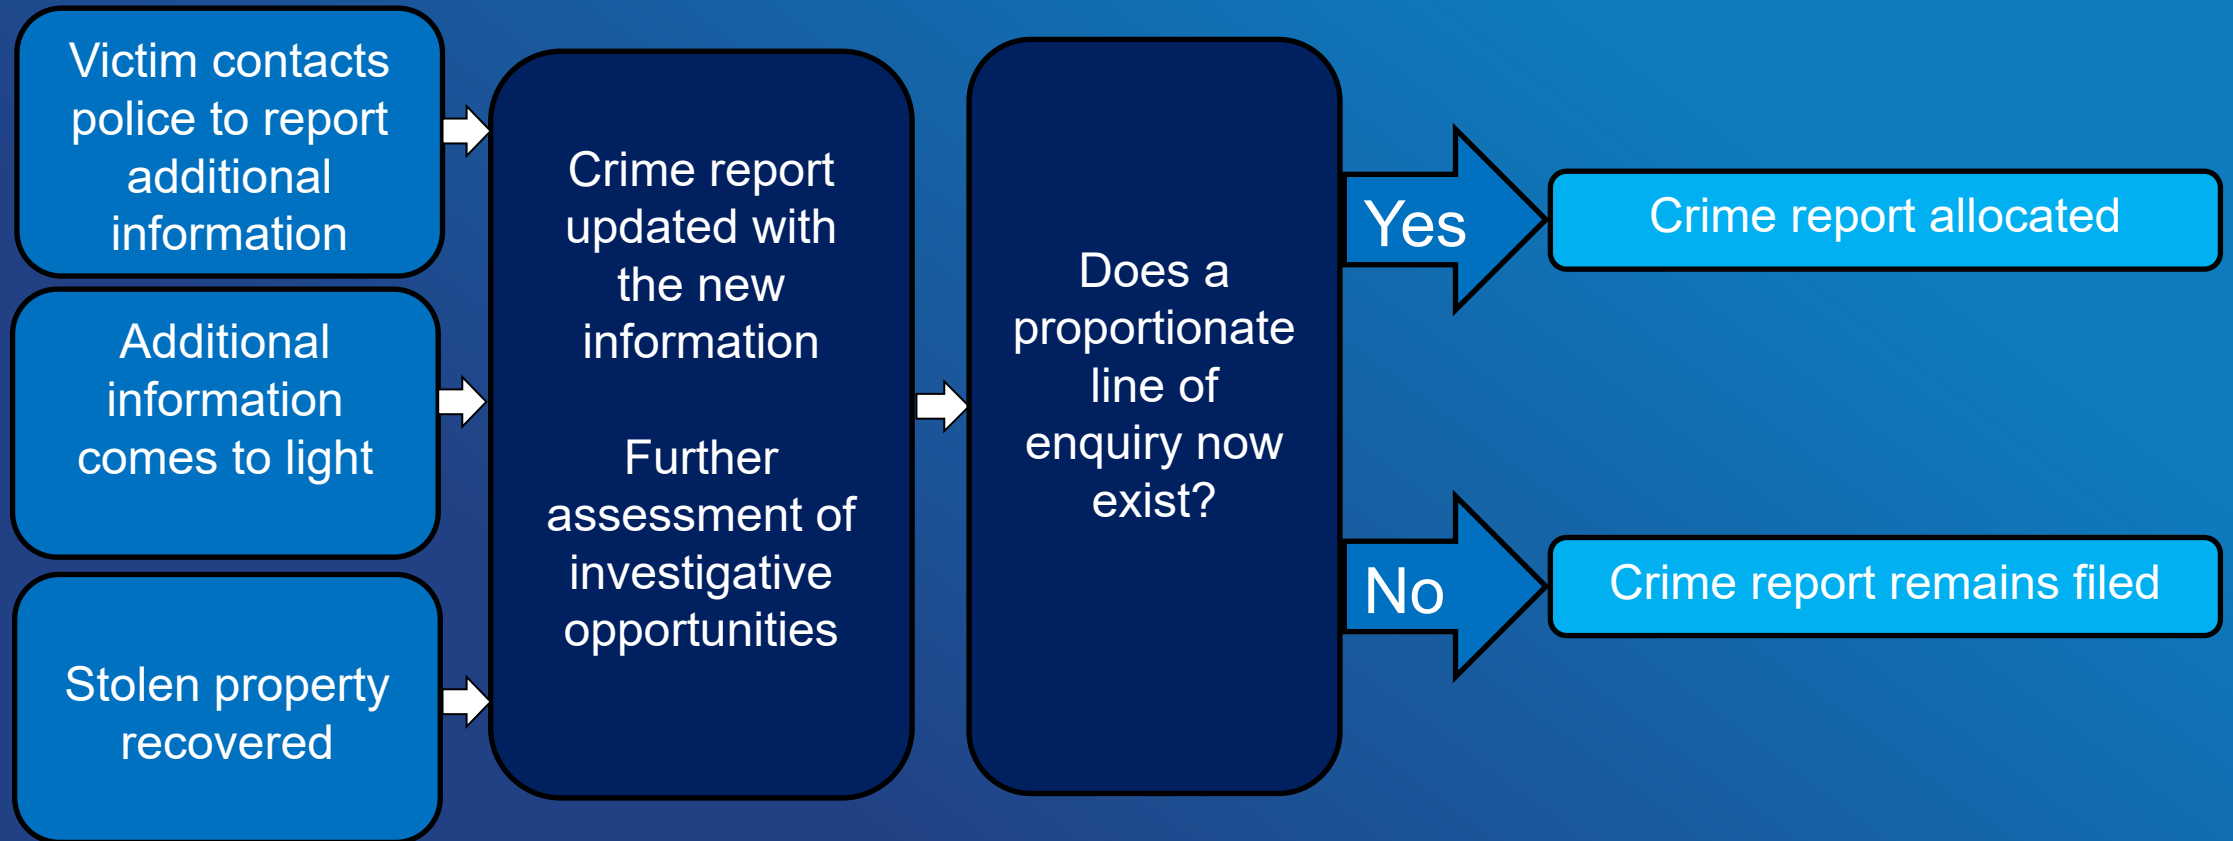 Victim contacts
police to report
additional
information
Additional
information
comes to light
Stolen property
recovered
Crime report
updated with
the new
information
Further
assessment of
investigative
opportunities
Does a
proportionate
line of
enquiry now
exist?
Yes
Crime report allocated
No
Crime report remains filed